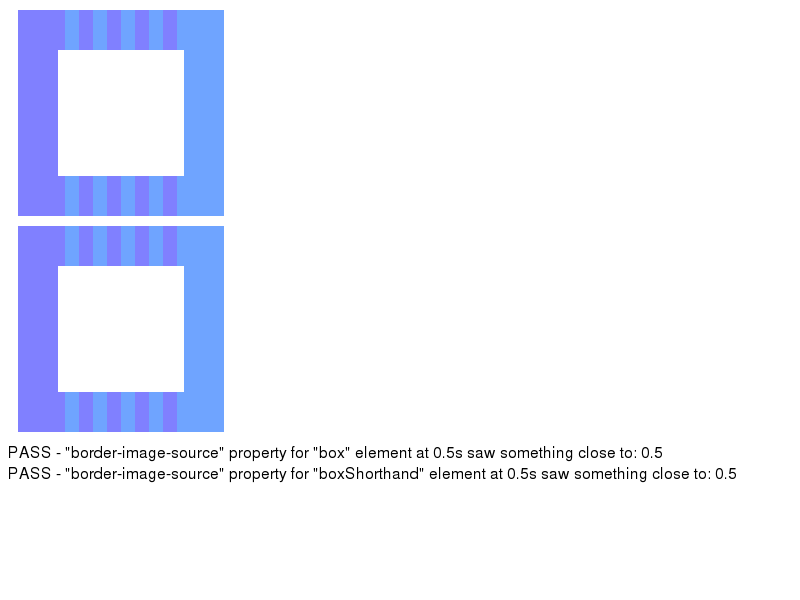 PASS - "border-image-source" property for "box" element at 0.5s saw something close to: 0.5
PASS - "border-image-source" property for "boxShorthand" element at 0.5s saw something close to: 0.5